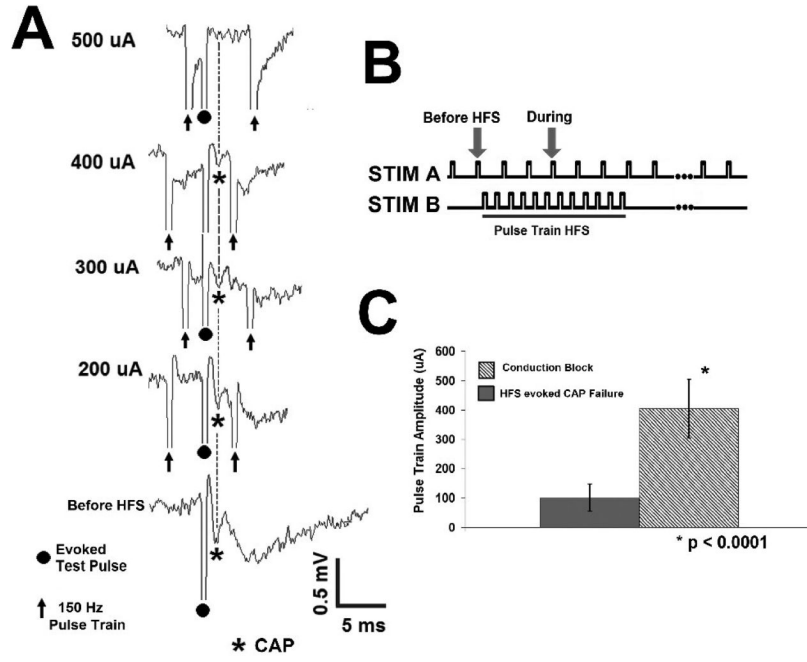 A
500 uA
400 uA
*
300 uA
*
200 uA
*
Before HFS
*
Evoked
Test Pulse
150 Hz
Pulse Train
* CAP
0.5 mV
5 ms
B
Before HFS During
STIM A
STIM B
Pulse Train HFS
C
Pulse Train Amplitude (uA)
600
500
400
300
200
100
0
Conduction Block
HFS evoked CAP Failure
*
* p < 0.0001